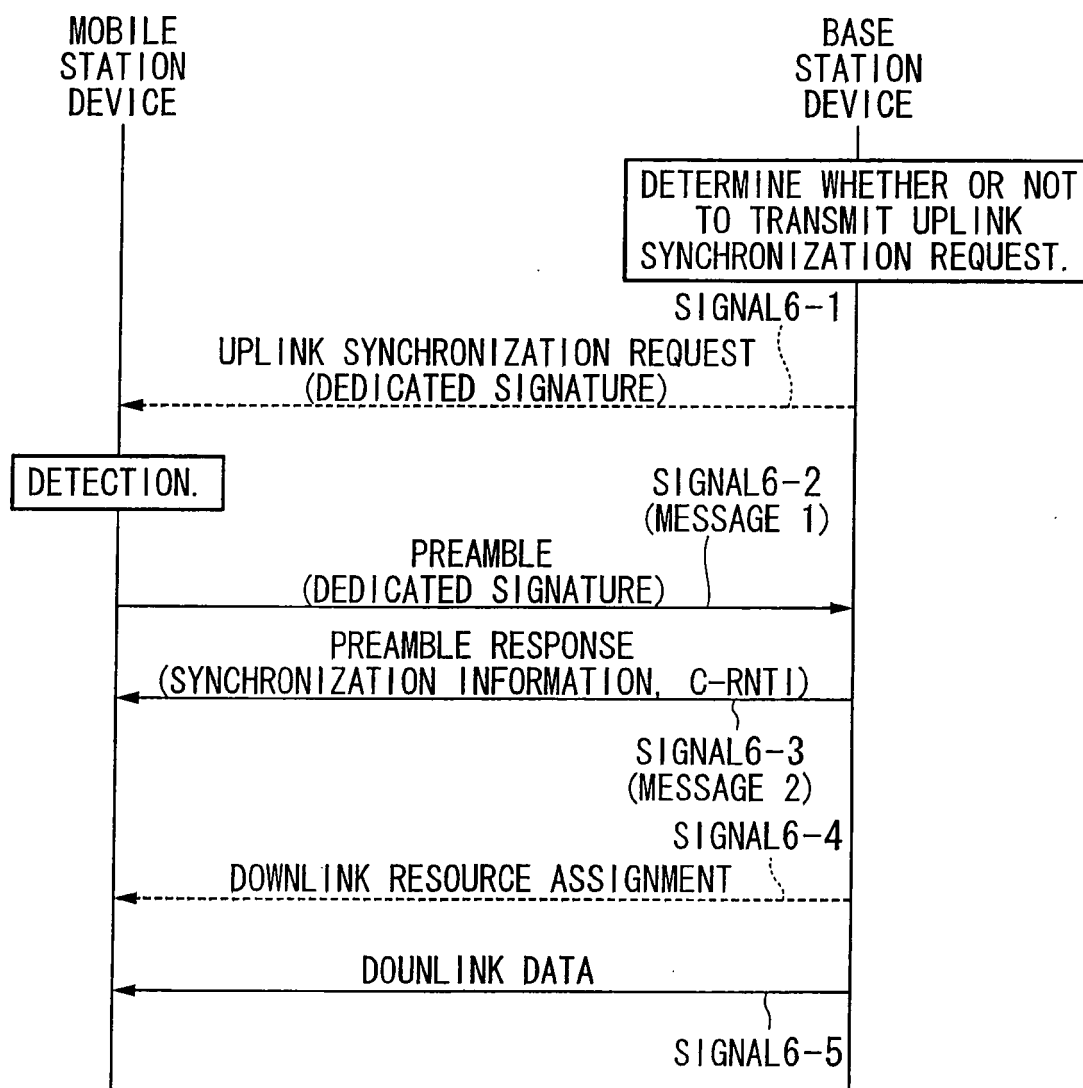 MOBILE
STATION
DEVICE
BASE
STATION
DEVICE
DETERMINE WHETHER OR NOT
TO TRANSMIT UPLINK
SYNCHRONIZATION REQUEST.
SIGNAL6-1
UPLINK SYNCHRONIZATION REQUEST
(DEDICATED SIGNATURE)
DETECTION.
SIGNAL6-2
(MESSAGE 1)
PREAMBLE
(DEDICATED SIGNATURE)
PREAMBLE RESPONSE
(SYNCHRONIZATION INFORMATION, C-RNTI)
SIGNAL6-3
(MESSAGE 2)
SIGNAL6-4
DOWNLINK RESOURCE ASSIGNMENT
DOUNLINK DATA
SIGNAL6-5